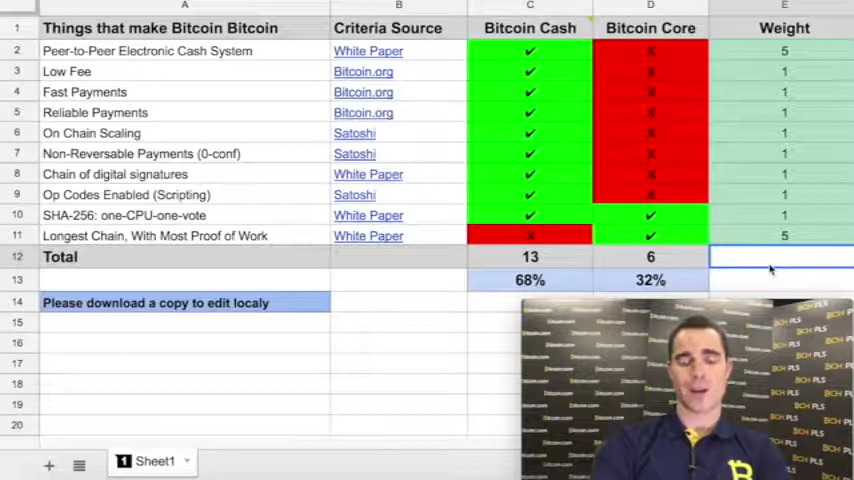 A B C D E
1 Things that make Bitcoin Bitcoin Criteria Source Bitcoin Cash Bitcoin Core Weight
2 Peer-to-Peer Electronic Cash System White Paper ✔ X 5
3 Low Fee Bitcoin.org ✔ X 1
4 Fast Payments Bitcoin.org ✔ X 1
5 Reliable Payments Bitcoin.org ✔ X 1
6 On Chain Scaling Satoshi ✔ X 1
7 Non-Reversable Payments (0-conf) Satoshi ✔ X 1
8 Chain of digital signatures White Paper ✔ X 1
9 Op Codes Enabled (Scripting) Satoshi ✔ X 1
10 SHA-256: one-CPU-one-vote White Paper ✔ ✔ 1
11 Longest Chain, With Most Proof of Work White Paper X ✔ 5
12 Total 13 6
13 68% 32%
14 Please download a copy to edit localy
15
16
17
18
19
20
Bitcoin.com
BCH PLS
1 Sheet1